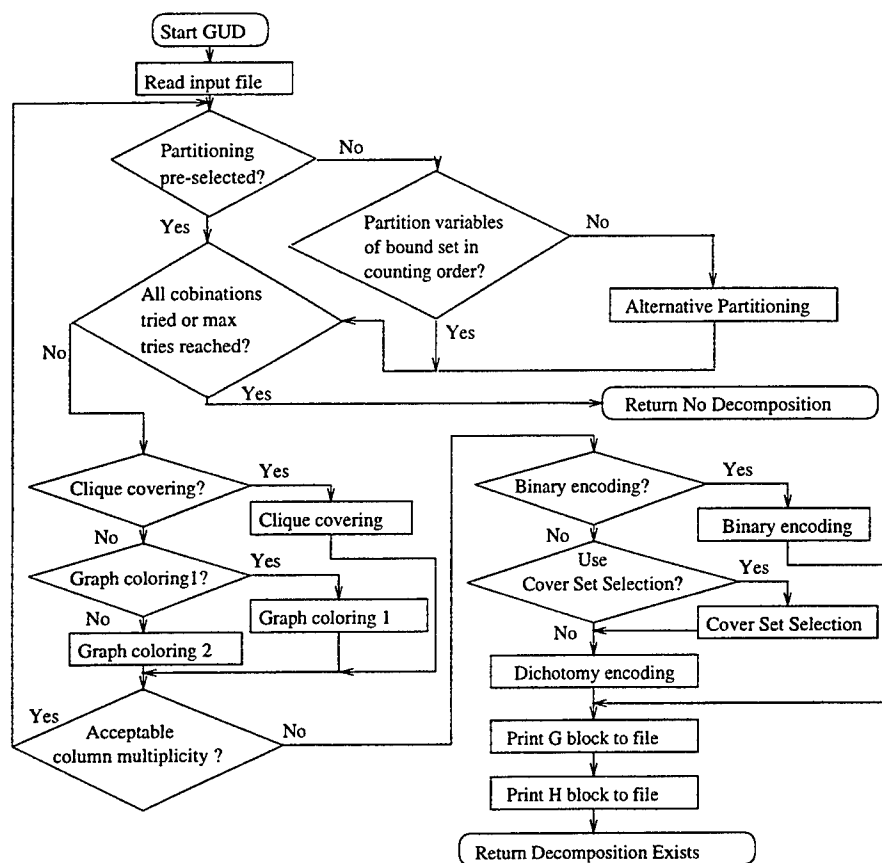 Start GUD
Read input file
Partitioning
pre-selected?
No
Yes
Partition variables
of bound set in
counting order?
No
Alternative Partitioning
Yes
All cobinations
tried or max
tries reached?
No
Yes
Return No Decomposition
Clique covering?
Yes
Clique covering
No
Graph coloring1?
Yes
Graph coloring 1
No
Graph coloring 2
Yes
Acceptable
column multiplicity ?
No
Binary encoding?
Yes
Binary encoding
No
Use
Cover Set Selection?
Yes
Cover Set Selection
No
Dichotomy encoding
Print G block to file
Print H block to file
Return Decomposition Exists